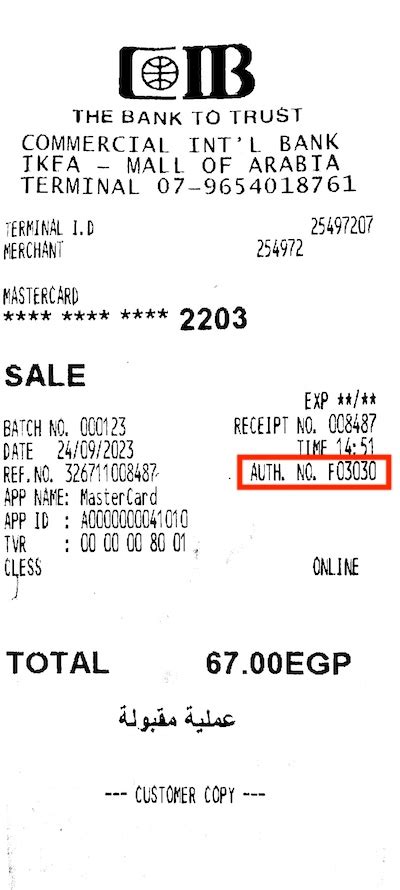 CIB
THE BANK TO TRUST
COMMERCIAL INT'L BANK
IKEA - MALL OF ARABIA
TERMINAL 07-9654018761
TERMINAL I.D 25497207
MERCHANT 254972
MASTERCARD
**** **** **** 2203
SALE
EXP **/**
BATCH NO. 000123 RECEIPT NO. 008487
DATE 24/09/2023 TIME 14:51
REF.NO. 326711008487 AUTH. NO. F03030
APP NAME: MasterCard
APP ID : A0000000041010
TVR : 00 00 00 80 01
CLESS ONLINE
TOTAL 67.00EGP
عملية مقبولة
--- CUSTOMER COPY ---